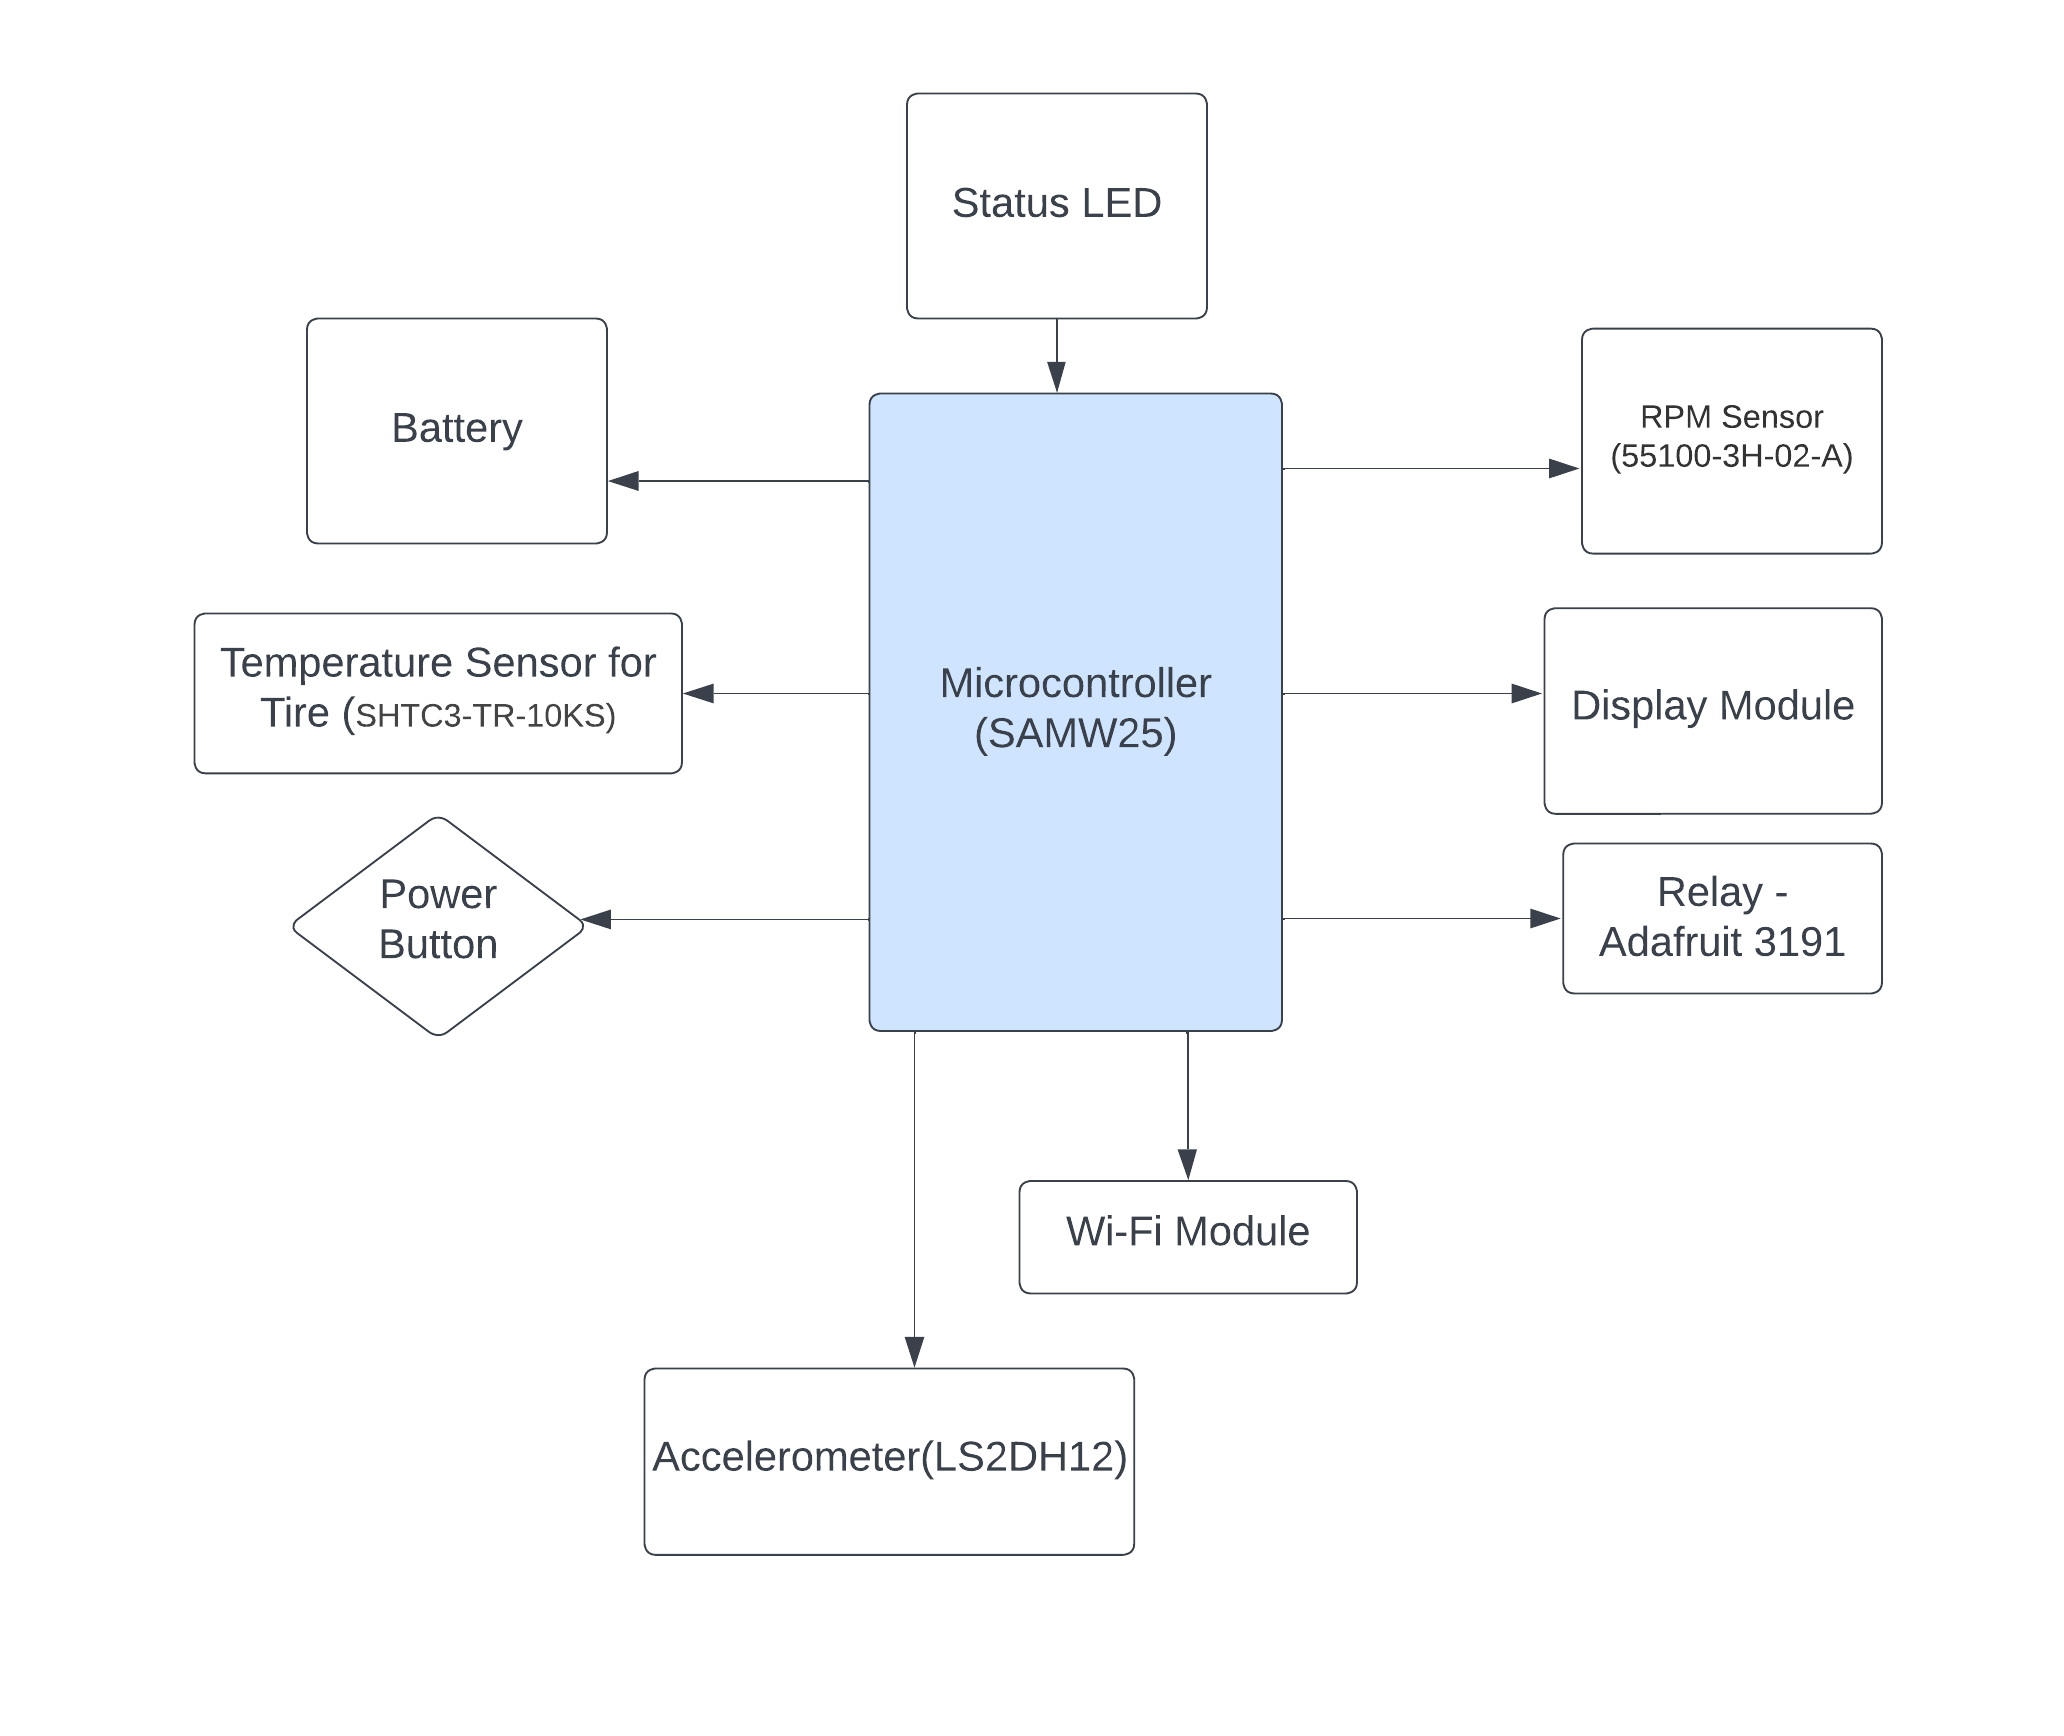 Status LED
Battery
RPM Sensor
(55100-3H-02-A)
Temperature Sensor for
Tire (SHTC3-TR-10KS)
Microcontroller
(SAMW25)
Display Module
Power
Button
Relay -
Adafruit 3191
Wi-Fi Module
Accelerometer(LS2DH12)